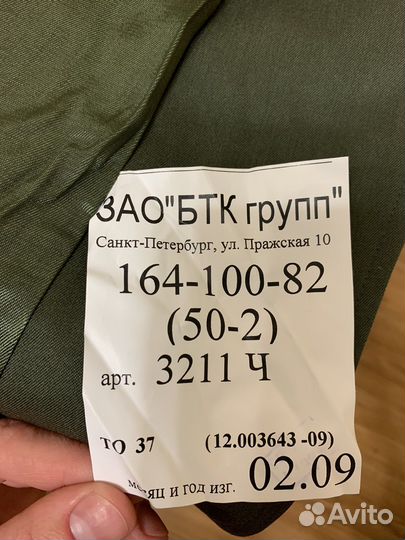 ЗАО"БТК групп"
Санкт-Петербург, ул. Пражская 10
164-100-82
(50-2)
арт. 3211 Ч
ТО 37 (12.003643 -09)
и год изг. 02.09
Avito